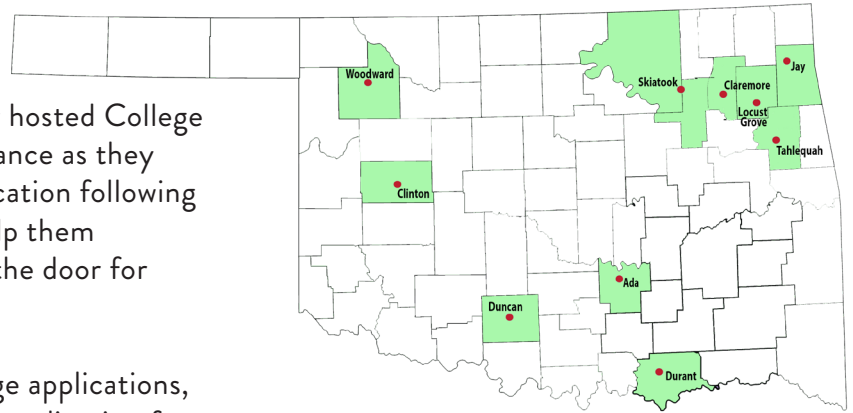 hosted College
ance as they
cation following
lp them
the door for
ge applications,
Woodward
Skiatook
Claremore
Jay
Locust
Grove
Tahlequah
Clinton
Ada
Duncan
Durant